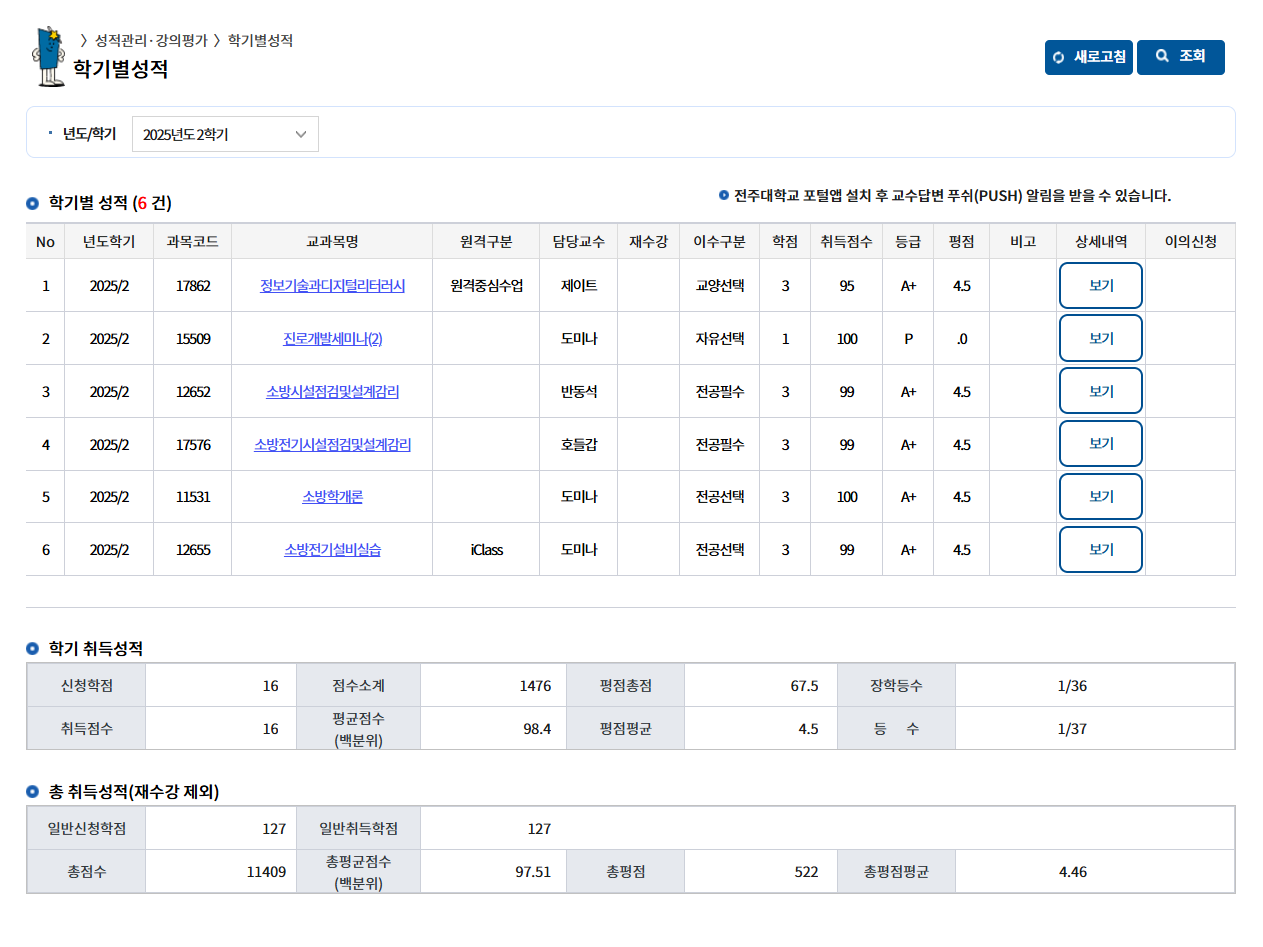 〉 성적관리·강의평가 〉 학기별성적
학기별성적
새로고침 조회
· 년도/학기 2025년도 2학기
학기별 성적 (6 건)
전주대학교 포털앱 설치 후 교수답변 푸쉬(PUSH) 알림을 받을 수 있습니다.
No 년도학기 과목코드 교과목명 원격구분 담당교수 재수강 이수구분 학점 취득점수 등급 평점 비고 상세내역 이의신청
1 2025/2 17862 정보기술과디지털리터러시 원격중심수업 제이트 교양선택 3 95 A+ 4.5 보기
2 2025/2 15509 진로개발세미나(2) 도미나 자유선택 1 100 P .0 보기
3 2025/2 12652 소방시설점검및설계감리 반동석 전공필수 3 99 A+ 4.5 보기
4 2025/2 17576 소방전기시설점검및설계감리 호들갑 전공필수 3 99 A+ 4.5 보기
5 2025/2 11531 소방학개론 도미나 전공선택 3 100 A+ 4.5 보기
6 2025/2 12655 소방전기설비실습 iClass 도미나 전공선택 3 99 A+ 4.5 보기
학기 취득성적
신청학점 16 점수소계 1476 평점총점 67.5 장학등수 1/36
취득점수 16 평균점수 (백분위) 98.4 평점평균 4.5 등 수 1/37
총 취득성적(재수강 제외)
일반신청학점 127 일반취득학점 127
총점수 11409 총평균점수 (백분위) 97.51 총평점 522 총평점평균 4.46